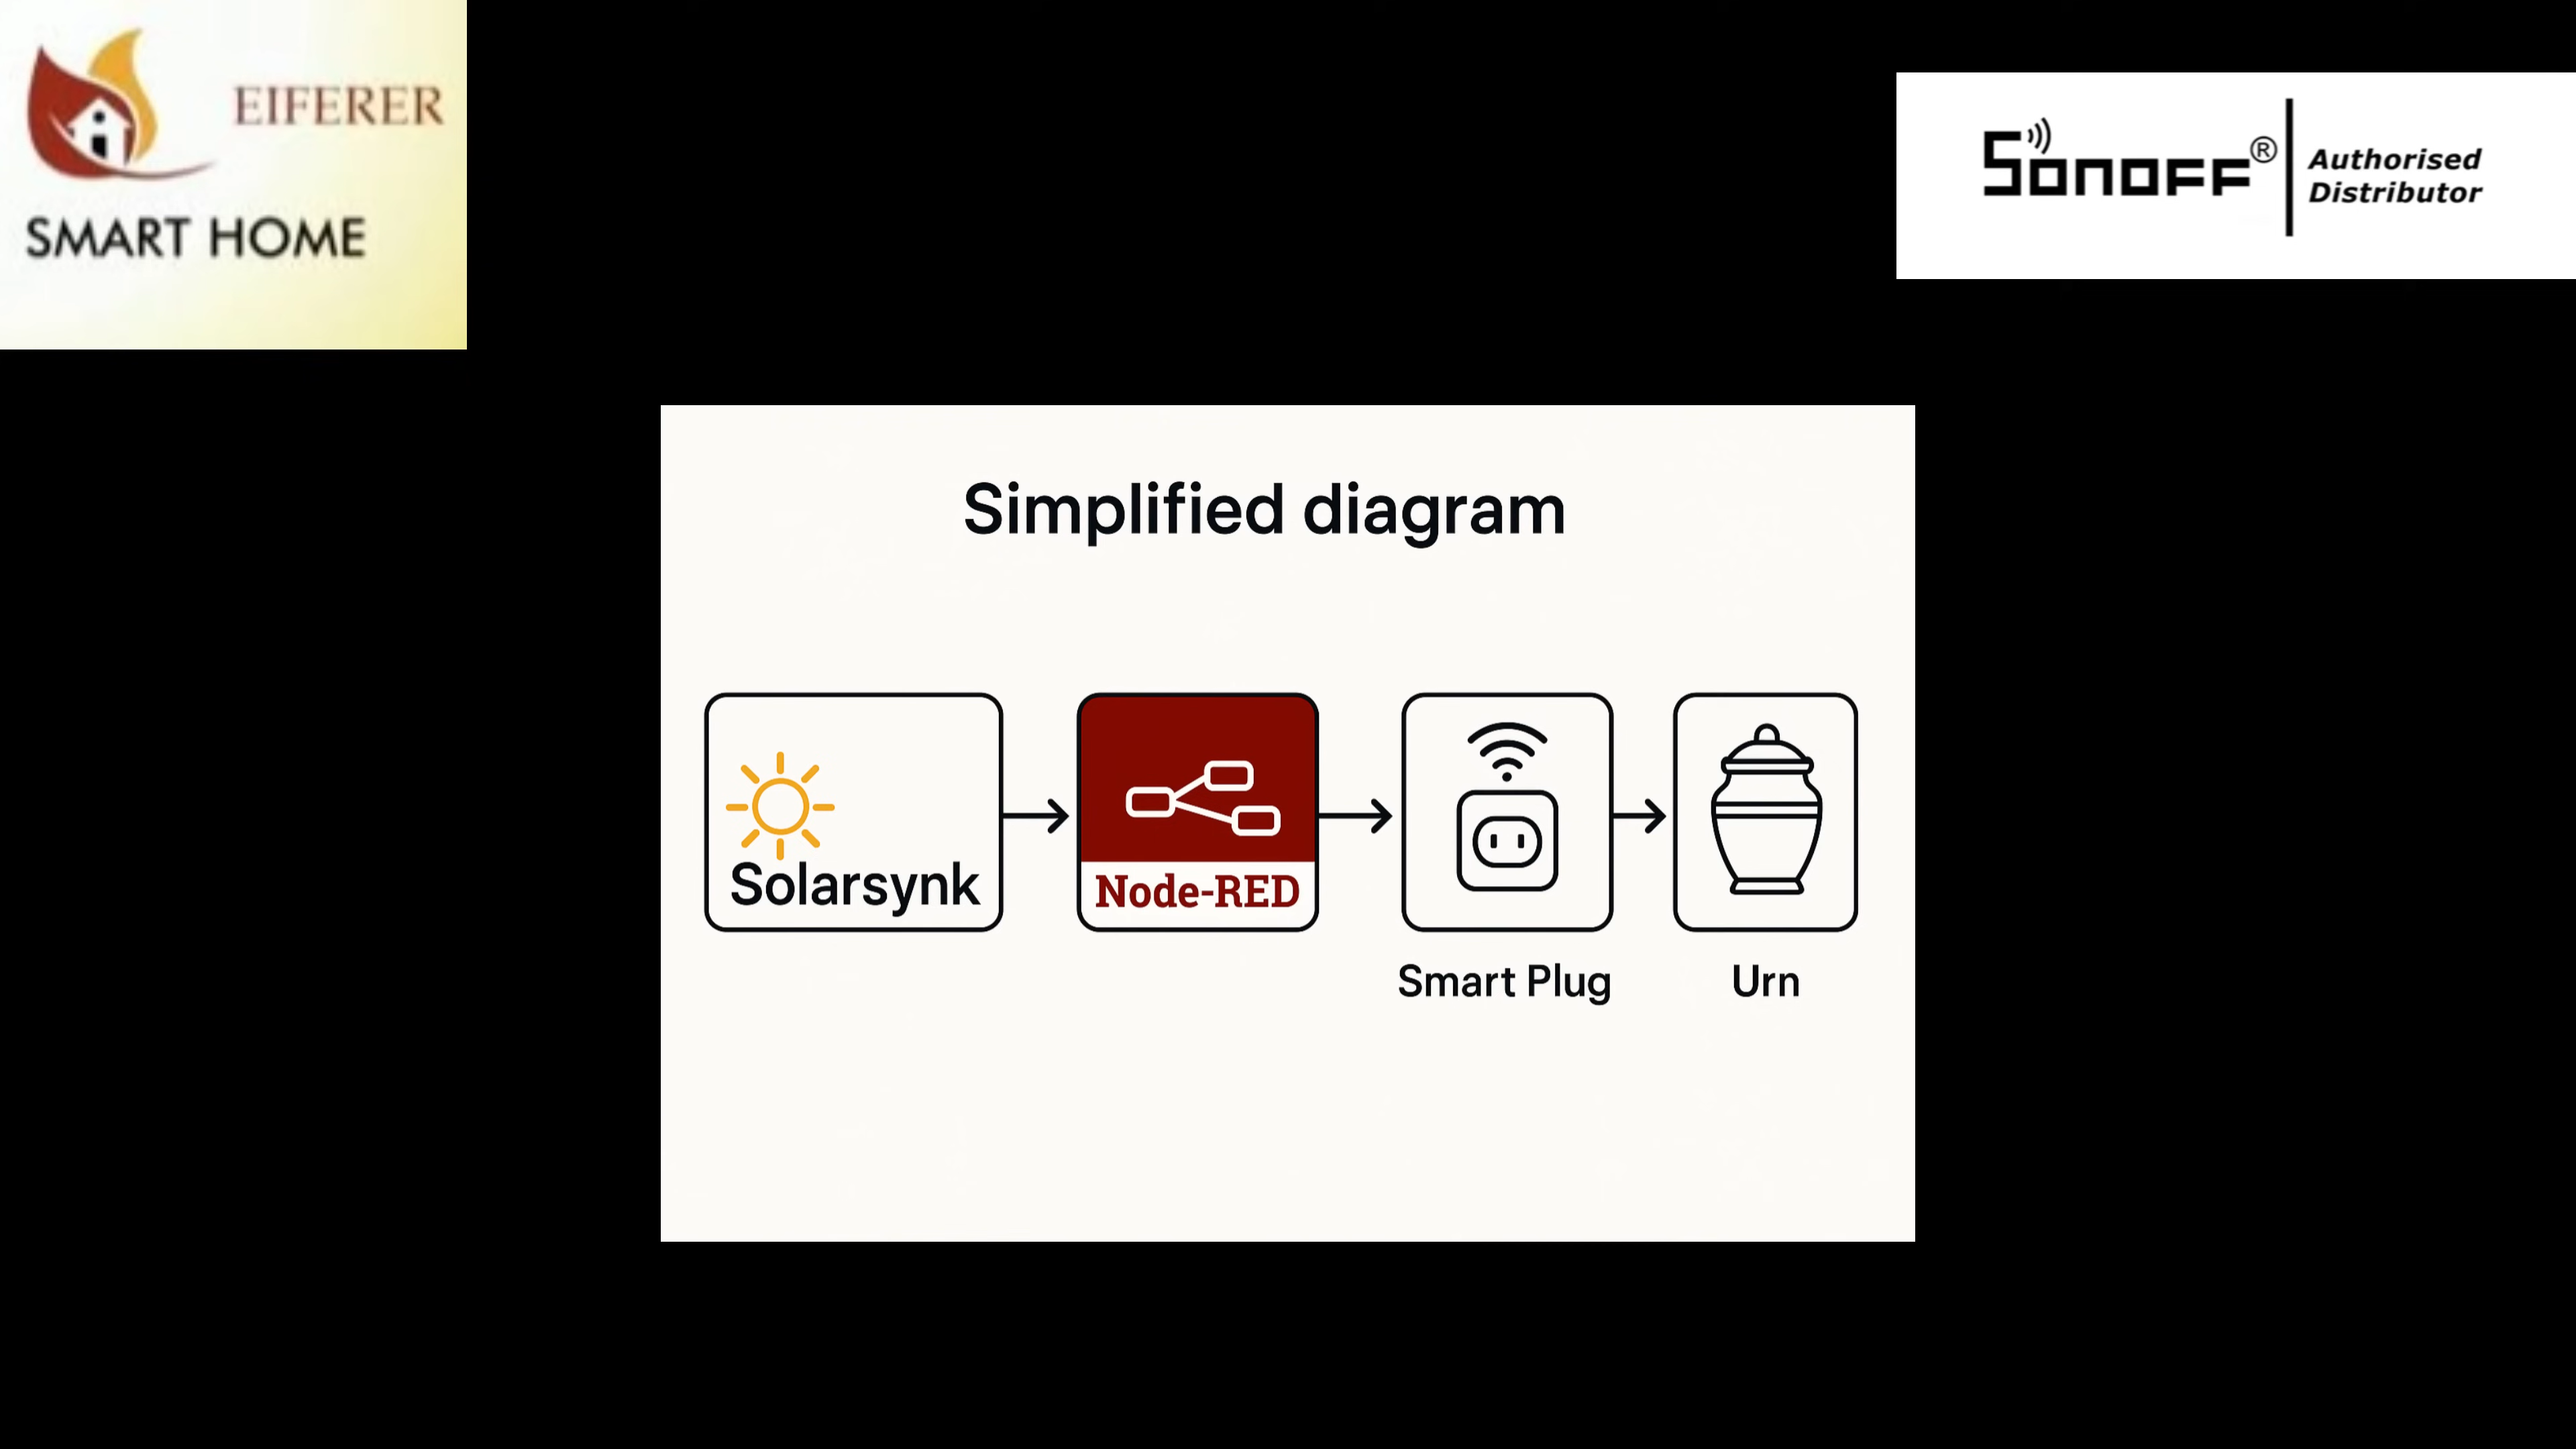 EIFERER
SMART HOME
SONOFF®
Authorised
Distributor
Simplified diagram
Solarsynk
Node-RED
Smart Plug
Urn